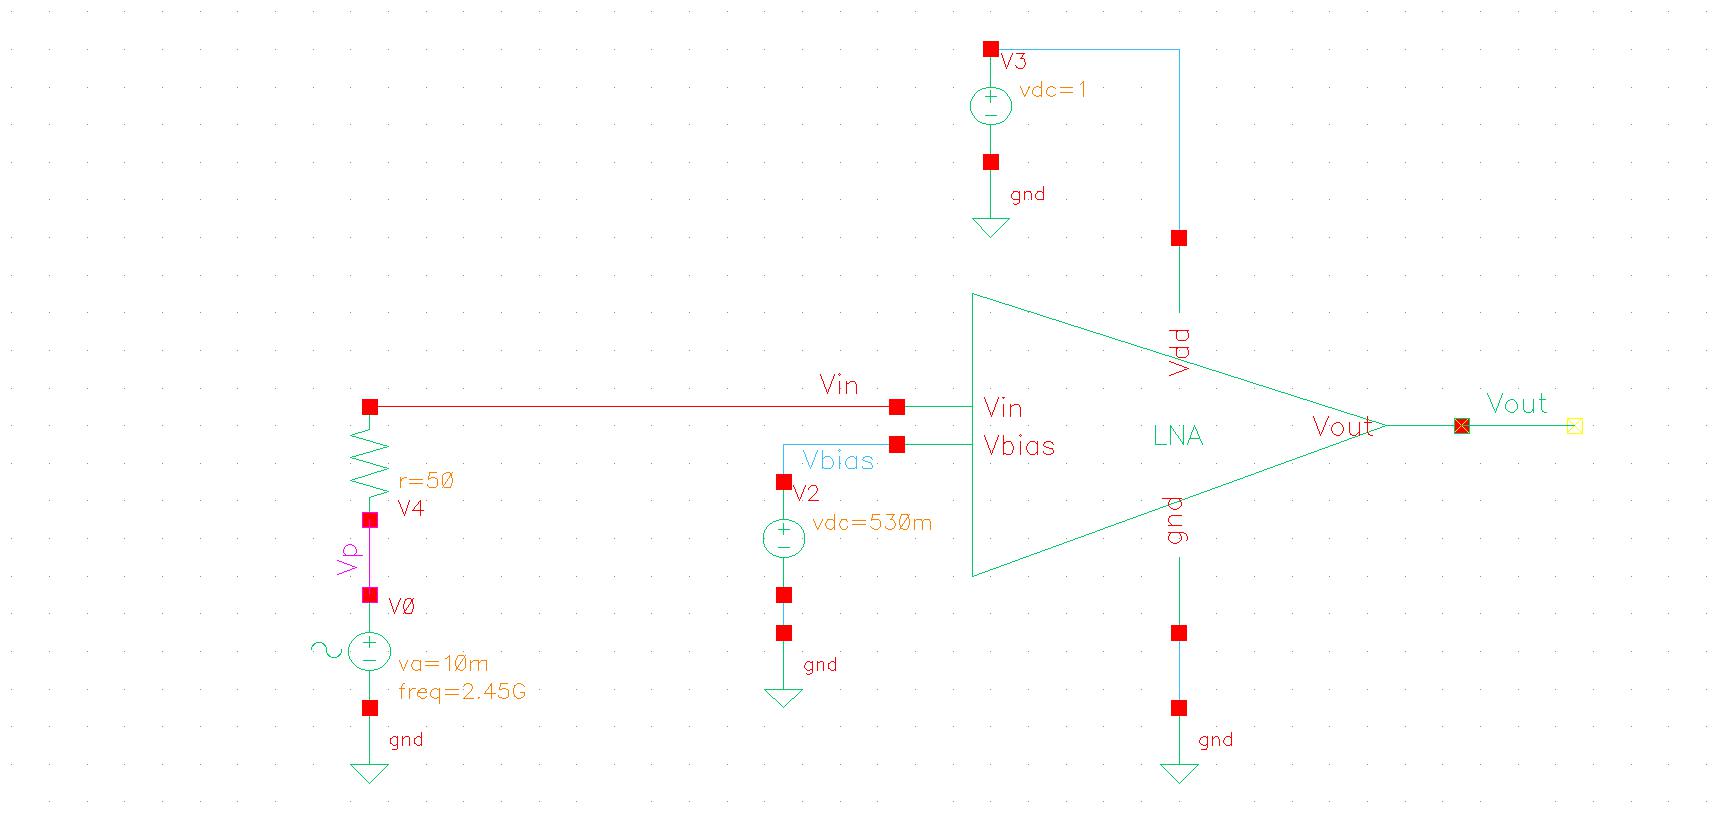 V3
vdc=1
gnd
Vdd
Vin
Vin
Vbias
Vbias
LNA
Vout
Vout
r=50
V4
Vp
V0
va=10m
freq=2.45G
gnd
V2
vdc=530m
gnd
gnd
gnd